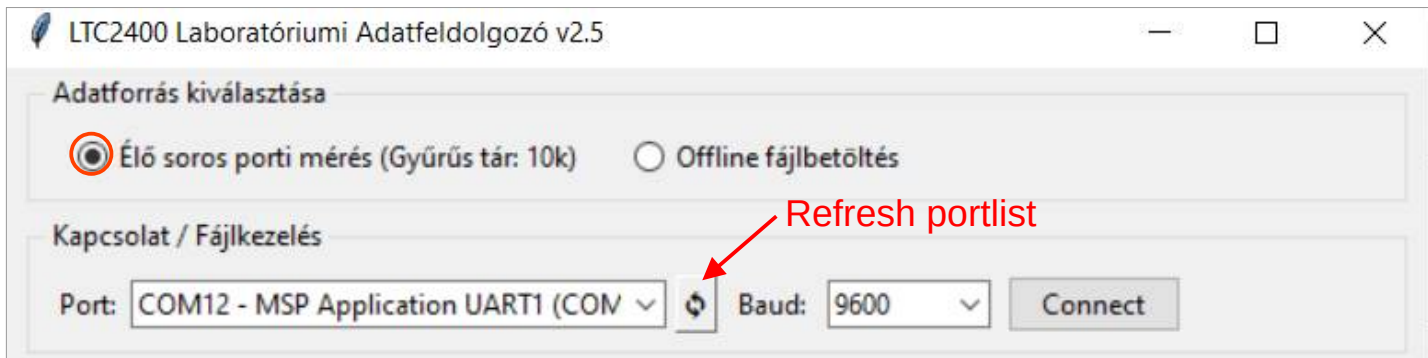 LTC2400 Laboratóriumi Adatfeldolgozó v2.5
Adatforrás kiválasztása
Élő soros porti mérés (Gyűrűs tár: 10k) Offline fájlbetöltés
Refresh portlist
Kapcsolat / Fájlkezelés
Port: COM12 - MSP Application UART1 (COM Baud: 9600 Connect